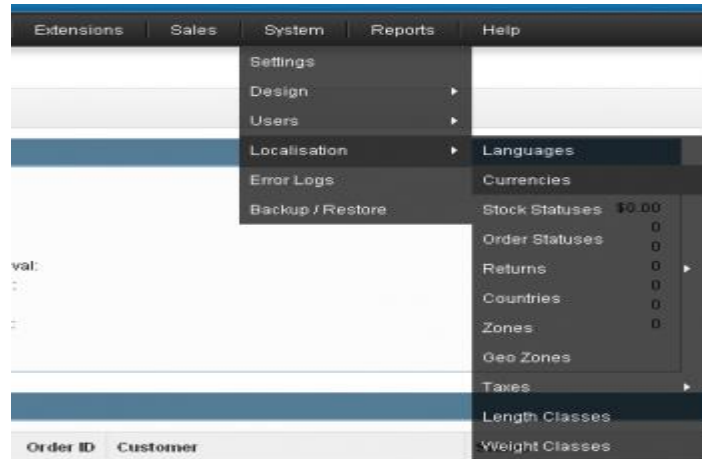 Extensions Sales System Reports Help
Settings
Design
Users
Localisation Languages
Error Logs Currencies
Backup / Restore Stock Statuses $0.00
0
Order Statuses 0
val: Returns 0
: 0
Countries 0
: Zones 0
Geo Zones
Taxes
Length Classes
Order ID Customer Weight Classes